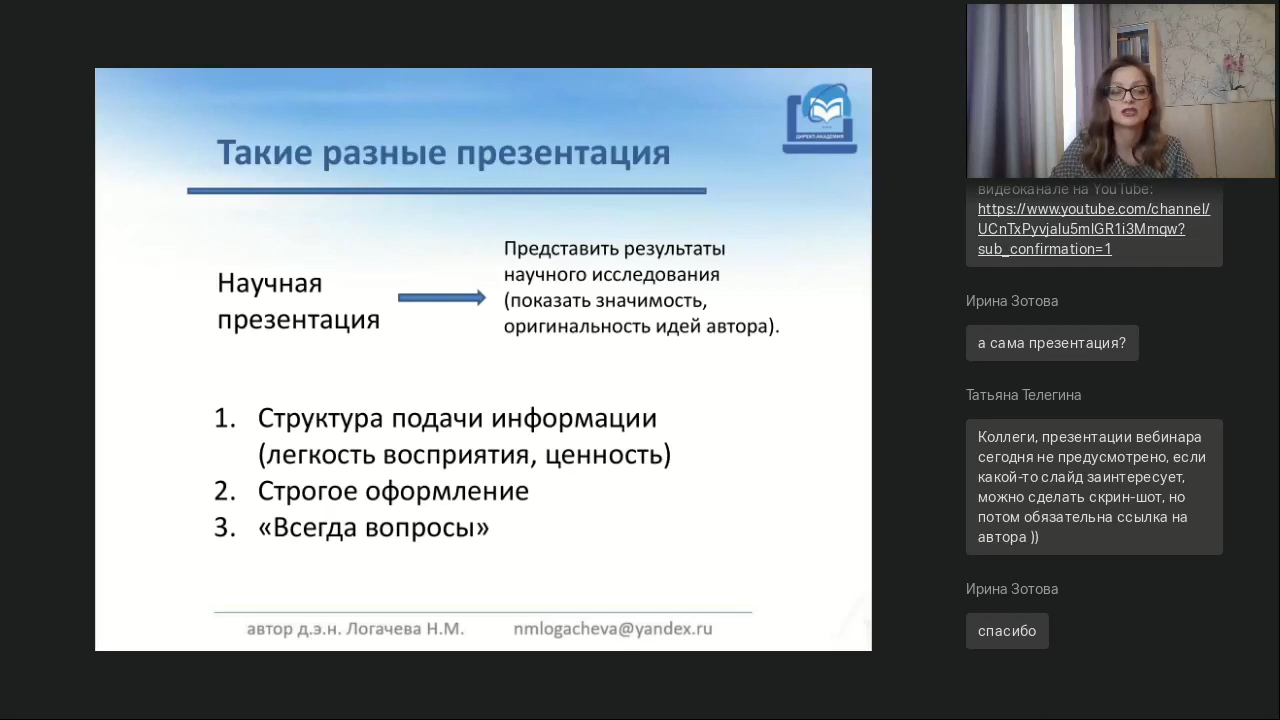 Такие разные презентация
ДИРЕКТ-АКАДЕМИЯ
Научная
презентация
Представить результаты
научного исследования
(показать значимость,
оригинальность идей автора).
1. Структура подачи информации
(легкость восприятия, ценность)
2. Строгое оформление
3. «Всегда вопросы»
автор д.э.н. Логачева Н.М. nmlogacheva@yandex.ru
видеоканале на YouTube:
https://www.youtube.com/channel/
UCnTxPyvjaIu5mlGR1i3Mmqw?
sub_confirmation=1
Ирина Зотова
а сама презентация?
Татьяна Телегина
Коллеги, презентации вебинара
сегодня не предусмотрено, если
какой-то слайд заинтересует,
можно сделать скрин-шот, но
потом обязательна ссылка на
автора ))
Ирина Зотова
спасибо